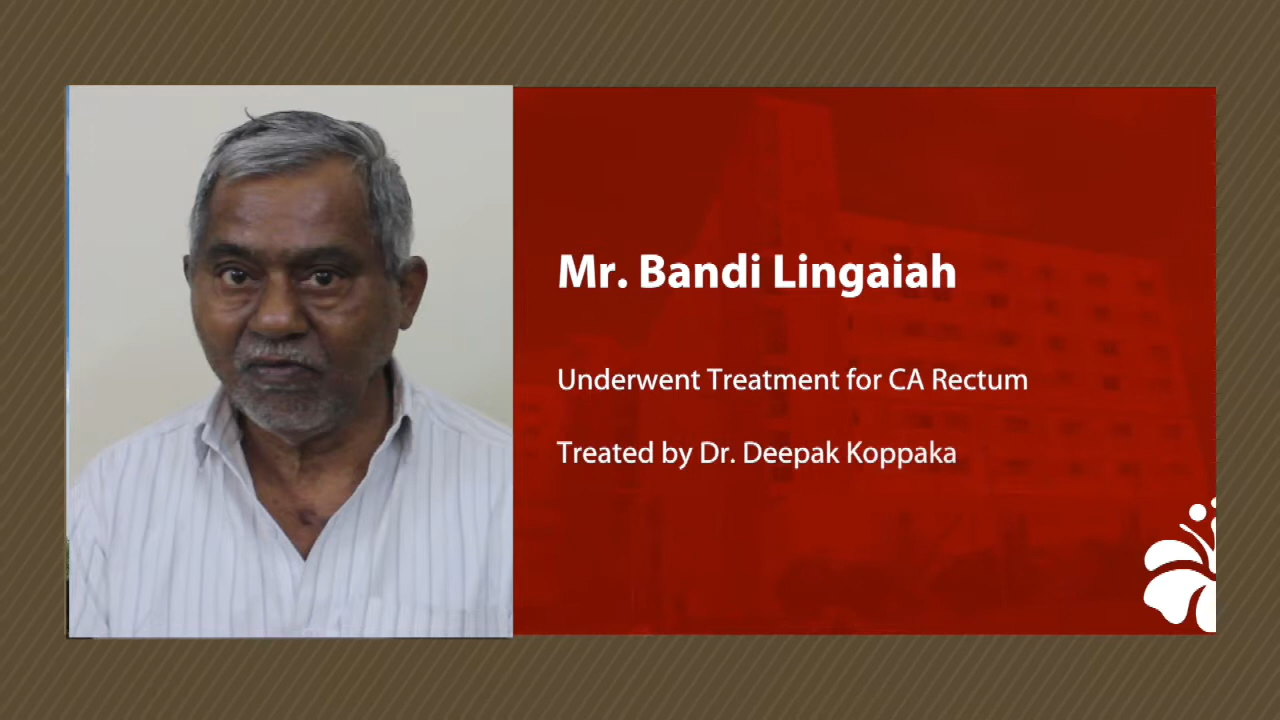 Mr. Bandi Lingaiah
Underwent Treatment for CA Rectum
Treated by Dr. Deepak Koppaka